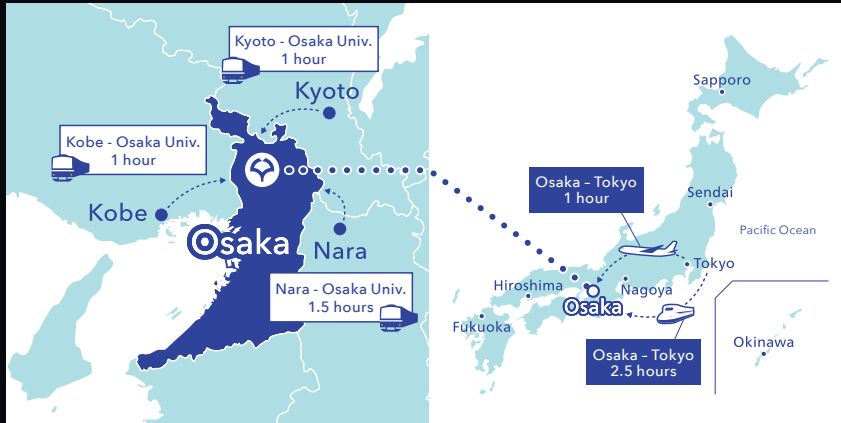 Kyoto - Osaka Univ.
1 hour
Kyoto
Kobe - Osaka Univ.
1 hour
Kobe
Osaka
Nara
Nara - Osaka Univ.
1.5 hours
Sapporo
Osaka – Tokyo
1 hour
Sendai
Pacific Ocean
Tokyo
Hiroshima
Nagoya
Osaka
Fukuoka
Okinawa
Osaka – Tokyo
2.5 hours